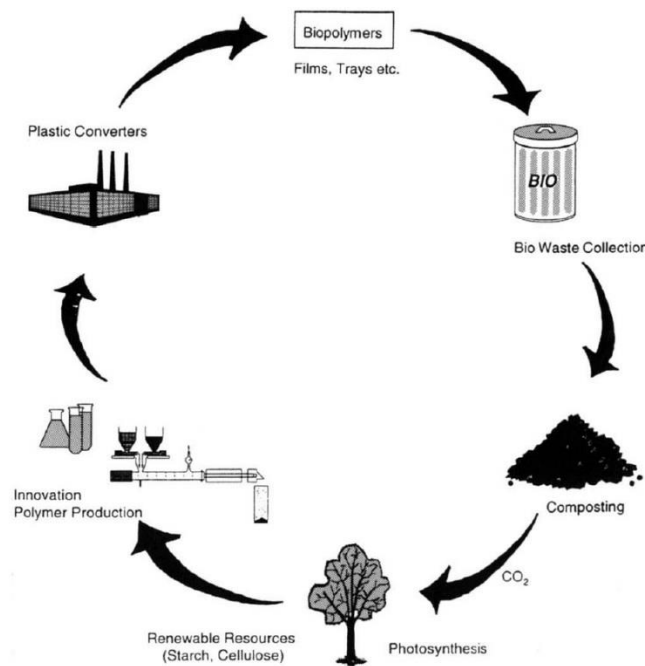 Biopolymers
Films, Trays etc.
Plastic Converters
BIO
Bio Waste Collection
Innovation
Polymer Production
Composting
CO₂
Renewable Resources
(Starch, Cellulose)
Photosynthesis